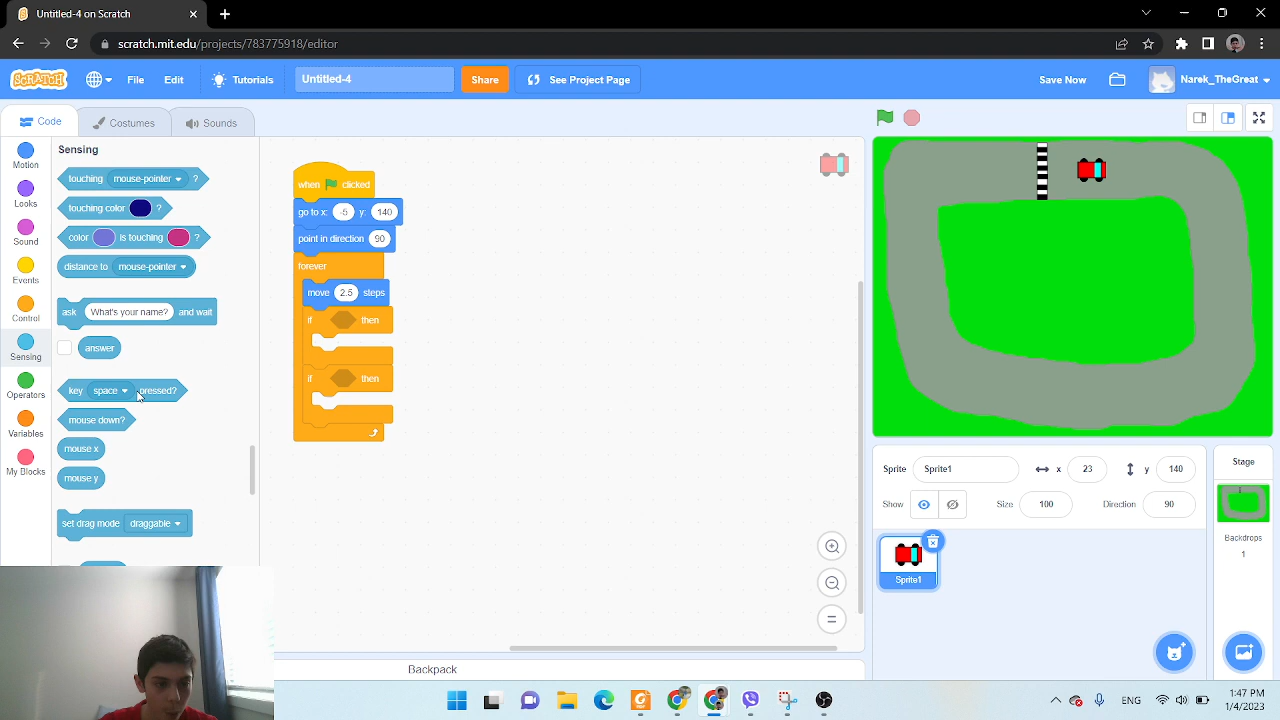 Untitled-4 on Scratch
scratch.mit.edu/projects/783775918/editor
SCRATCH
File
Edit
Tutorials
Untitled-4
Share
See Project Page
Save Now
Narek_TheGreat
Code
Costumes
Sounds
Motion
Looks
Sound
Events
Control
Sensing
Operators
Variables
My Blocks
Sensing
touching mouse-pointer ?
touching color ?
color is touching ?
distance to mouse-pointer
ask What's your name? and wait
answer
key space pressed?
mouse down?
mouse x
mouse y
set drag mode draggable
when clicked
go to x: -5 y: 140
point in direction 90
forever
move 2.5 steps
if then
if then
Backpack
Sprite
Sprite1
x
23
y
140
Show
Size
100
Direction
90
Sprite1
Stage
Backdrops
1
ENG
1:47 PM
1/4/2023